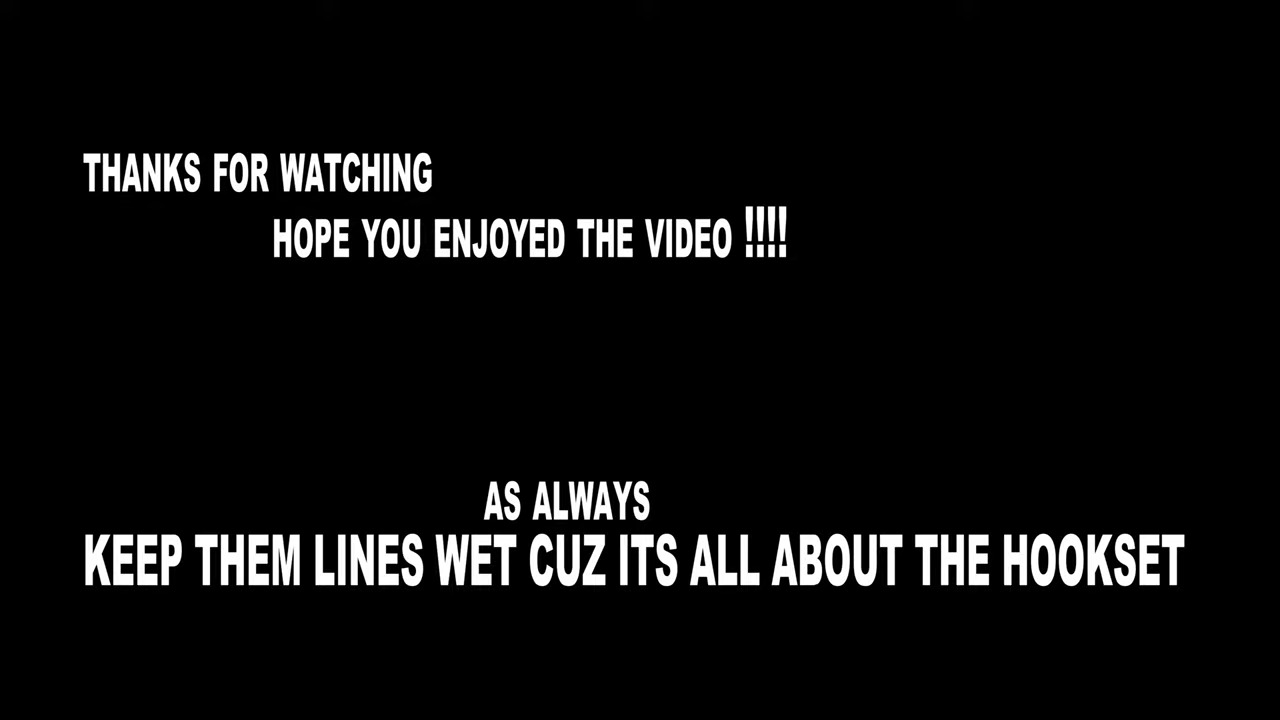 THANKS FOR WATCHING
HOPE YOU ENJOYED THE VIDEO !!!!
AS ALWAYS
KEEP THEM LINES WET CUZ ITS ALL ABOUT THE HOOKSET